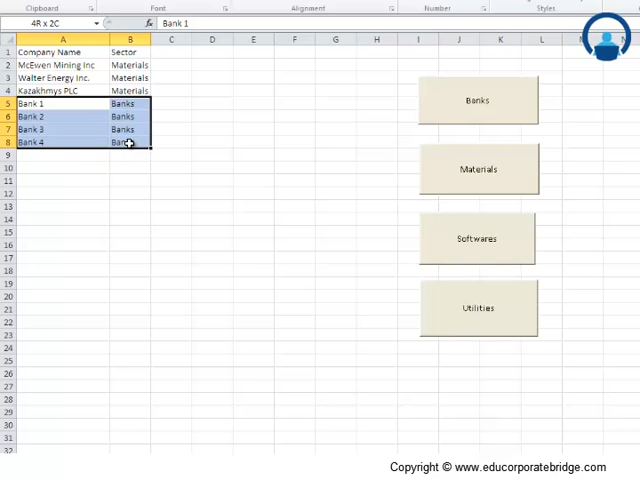 Clipboard Font Alignment Number Styles
4R x 2C fx Bank 1
A B C D E F G H I J K L M N
1 Company Name Sector
2 McEwen Mining Inc Materials
3 Walter Energy Inc. Materials
4 Kazakhmys PLC Materials
5 Bank 1 Banks
6 Bank 2 Banks
7 Bank 3 Banks
8 Bank 4
9
10
11
12
13
14
15
16
17
18
19
20
21
22
23
24
25
26
27
28
29
30
31
32
Banks
Materials
Softwares
Utilities
Copyright © www.educorporatebridge.com/